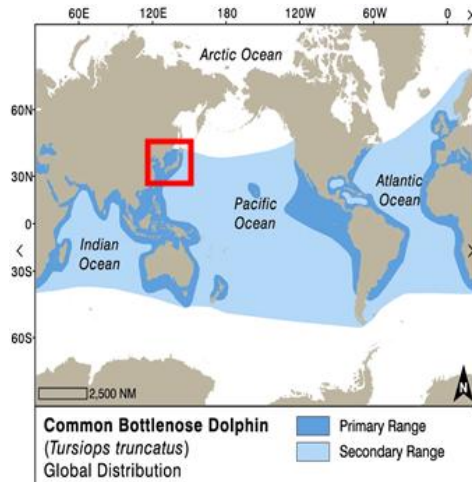 120E 180 120W 60W 0
Arctic Ocean
60N
30N
0
30S
60S
Pacific
Ocean
Atlantic
Ocean
Indian
Ocean
2,500 NM
N
Common Bottlenose Dolphin
(Tursiops truncatus)
Global Distribution
Primary Range
Secondary Range